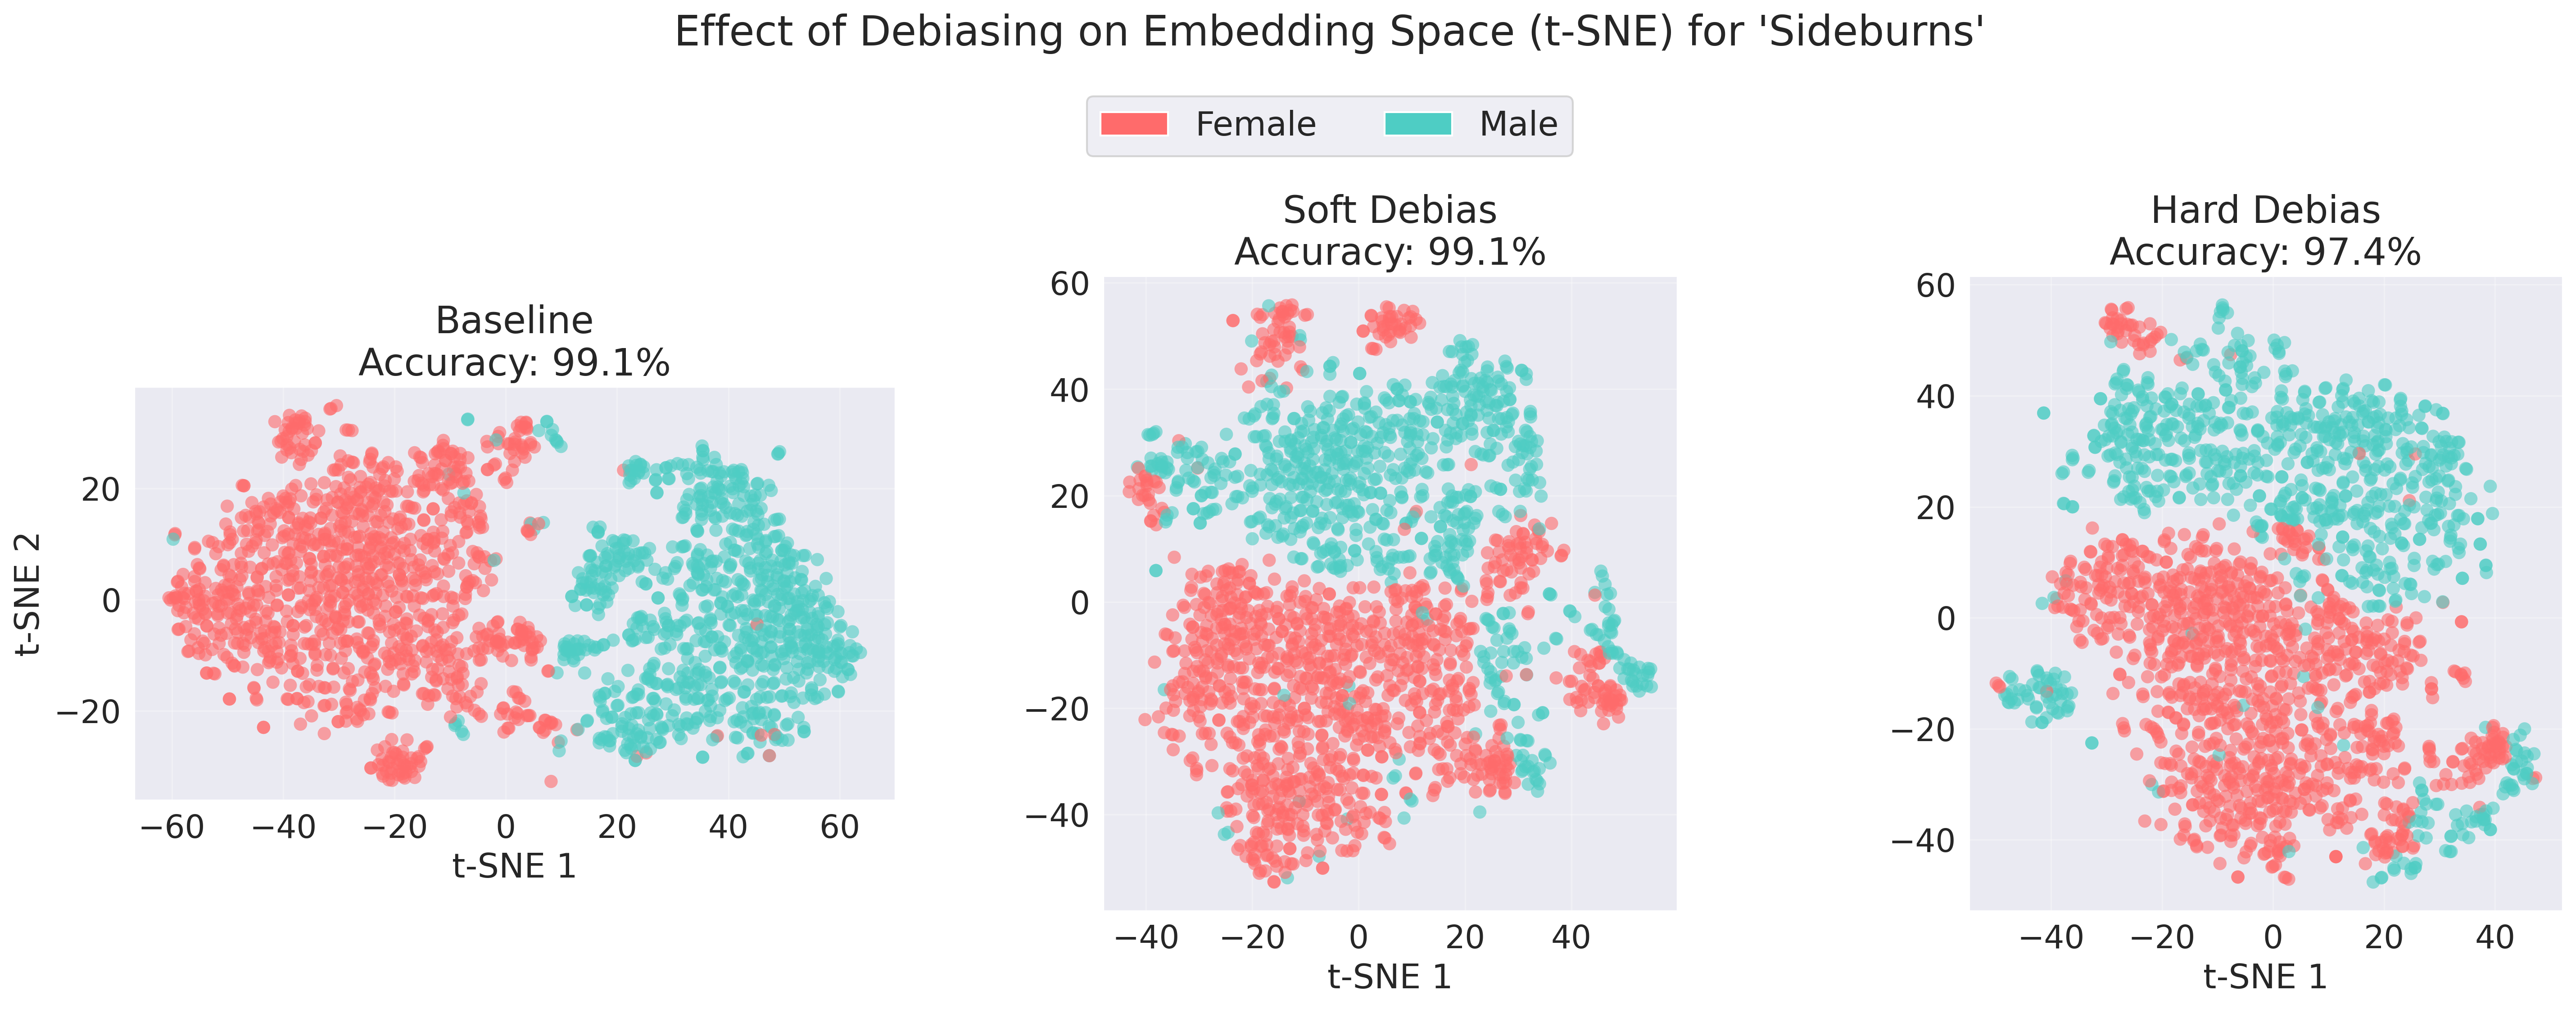 Effect of Debiasing on Embedding Space (t-SNE) for 'Sideburns'
Female Male
Baseline
Accuracy: 99.1%
t-SNE 2
20
0
−20
−60 −40 −20 0 20 40 60
t-SNE 1
Soft Debias
Accuracy: 99.1%
60
40
20
0
−20
−40
−40 −20 0 20 40
t-SNE 1
Hard Debias
Accuracy: 97.4%
60
40
20
0
−20
−40
−40 −20 0 20 40
t-SNE 1